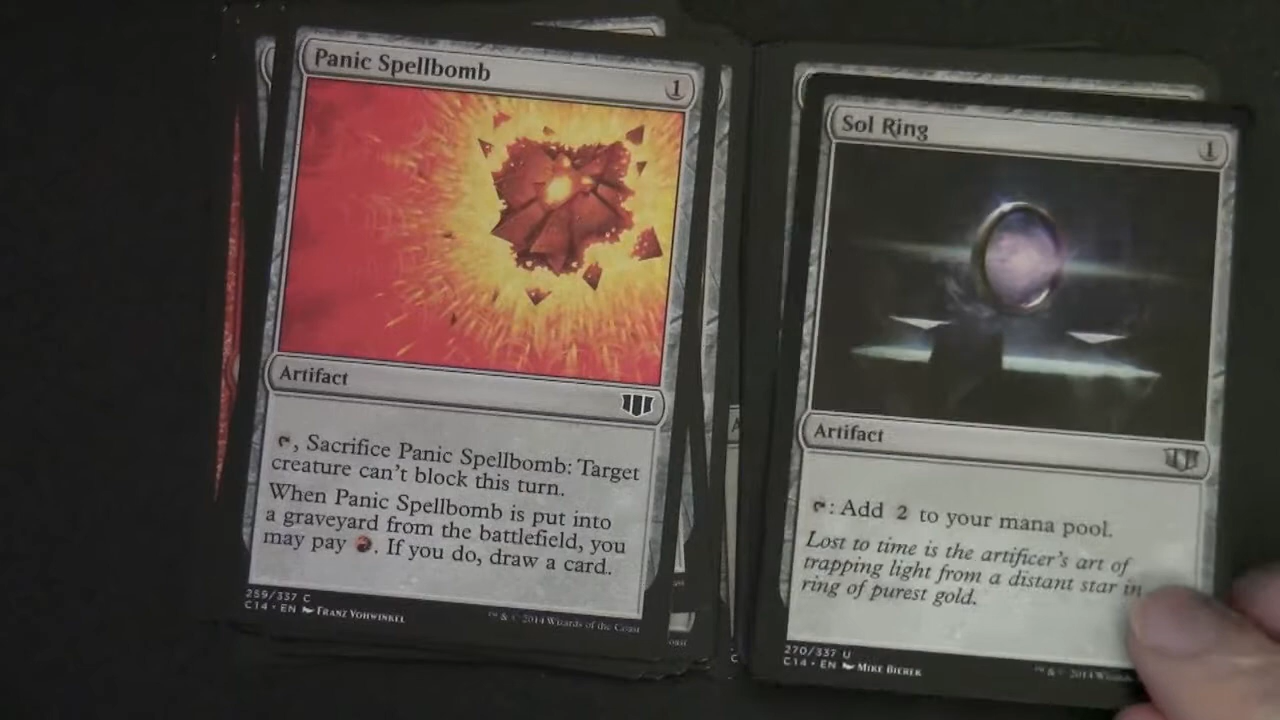 Panic Spellbomb 1
Artifact
, Sacrifice Panic Spellbomb: Target
creature can't block this turn.
When Panic Spellbomb is put into
a graveyard from the battlefield, you
may pay . If you do, draw a card.
259/337 C
C14 • EN Franz Vohwinkel
™ & © 2014 Wizards of the Coast
Sol Ring 1
Artifact
: Add 2 to your mana pool.
Lost to time is the artificer's art of
trapping light from a distant star in
ring of purest gold.
270/337 U
C14 • EN Mike Bierek
™ & © 2014 Wizards